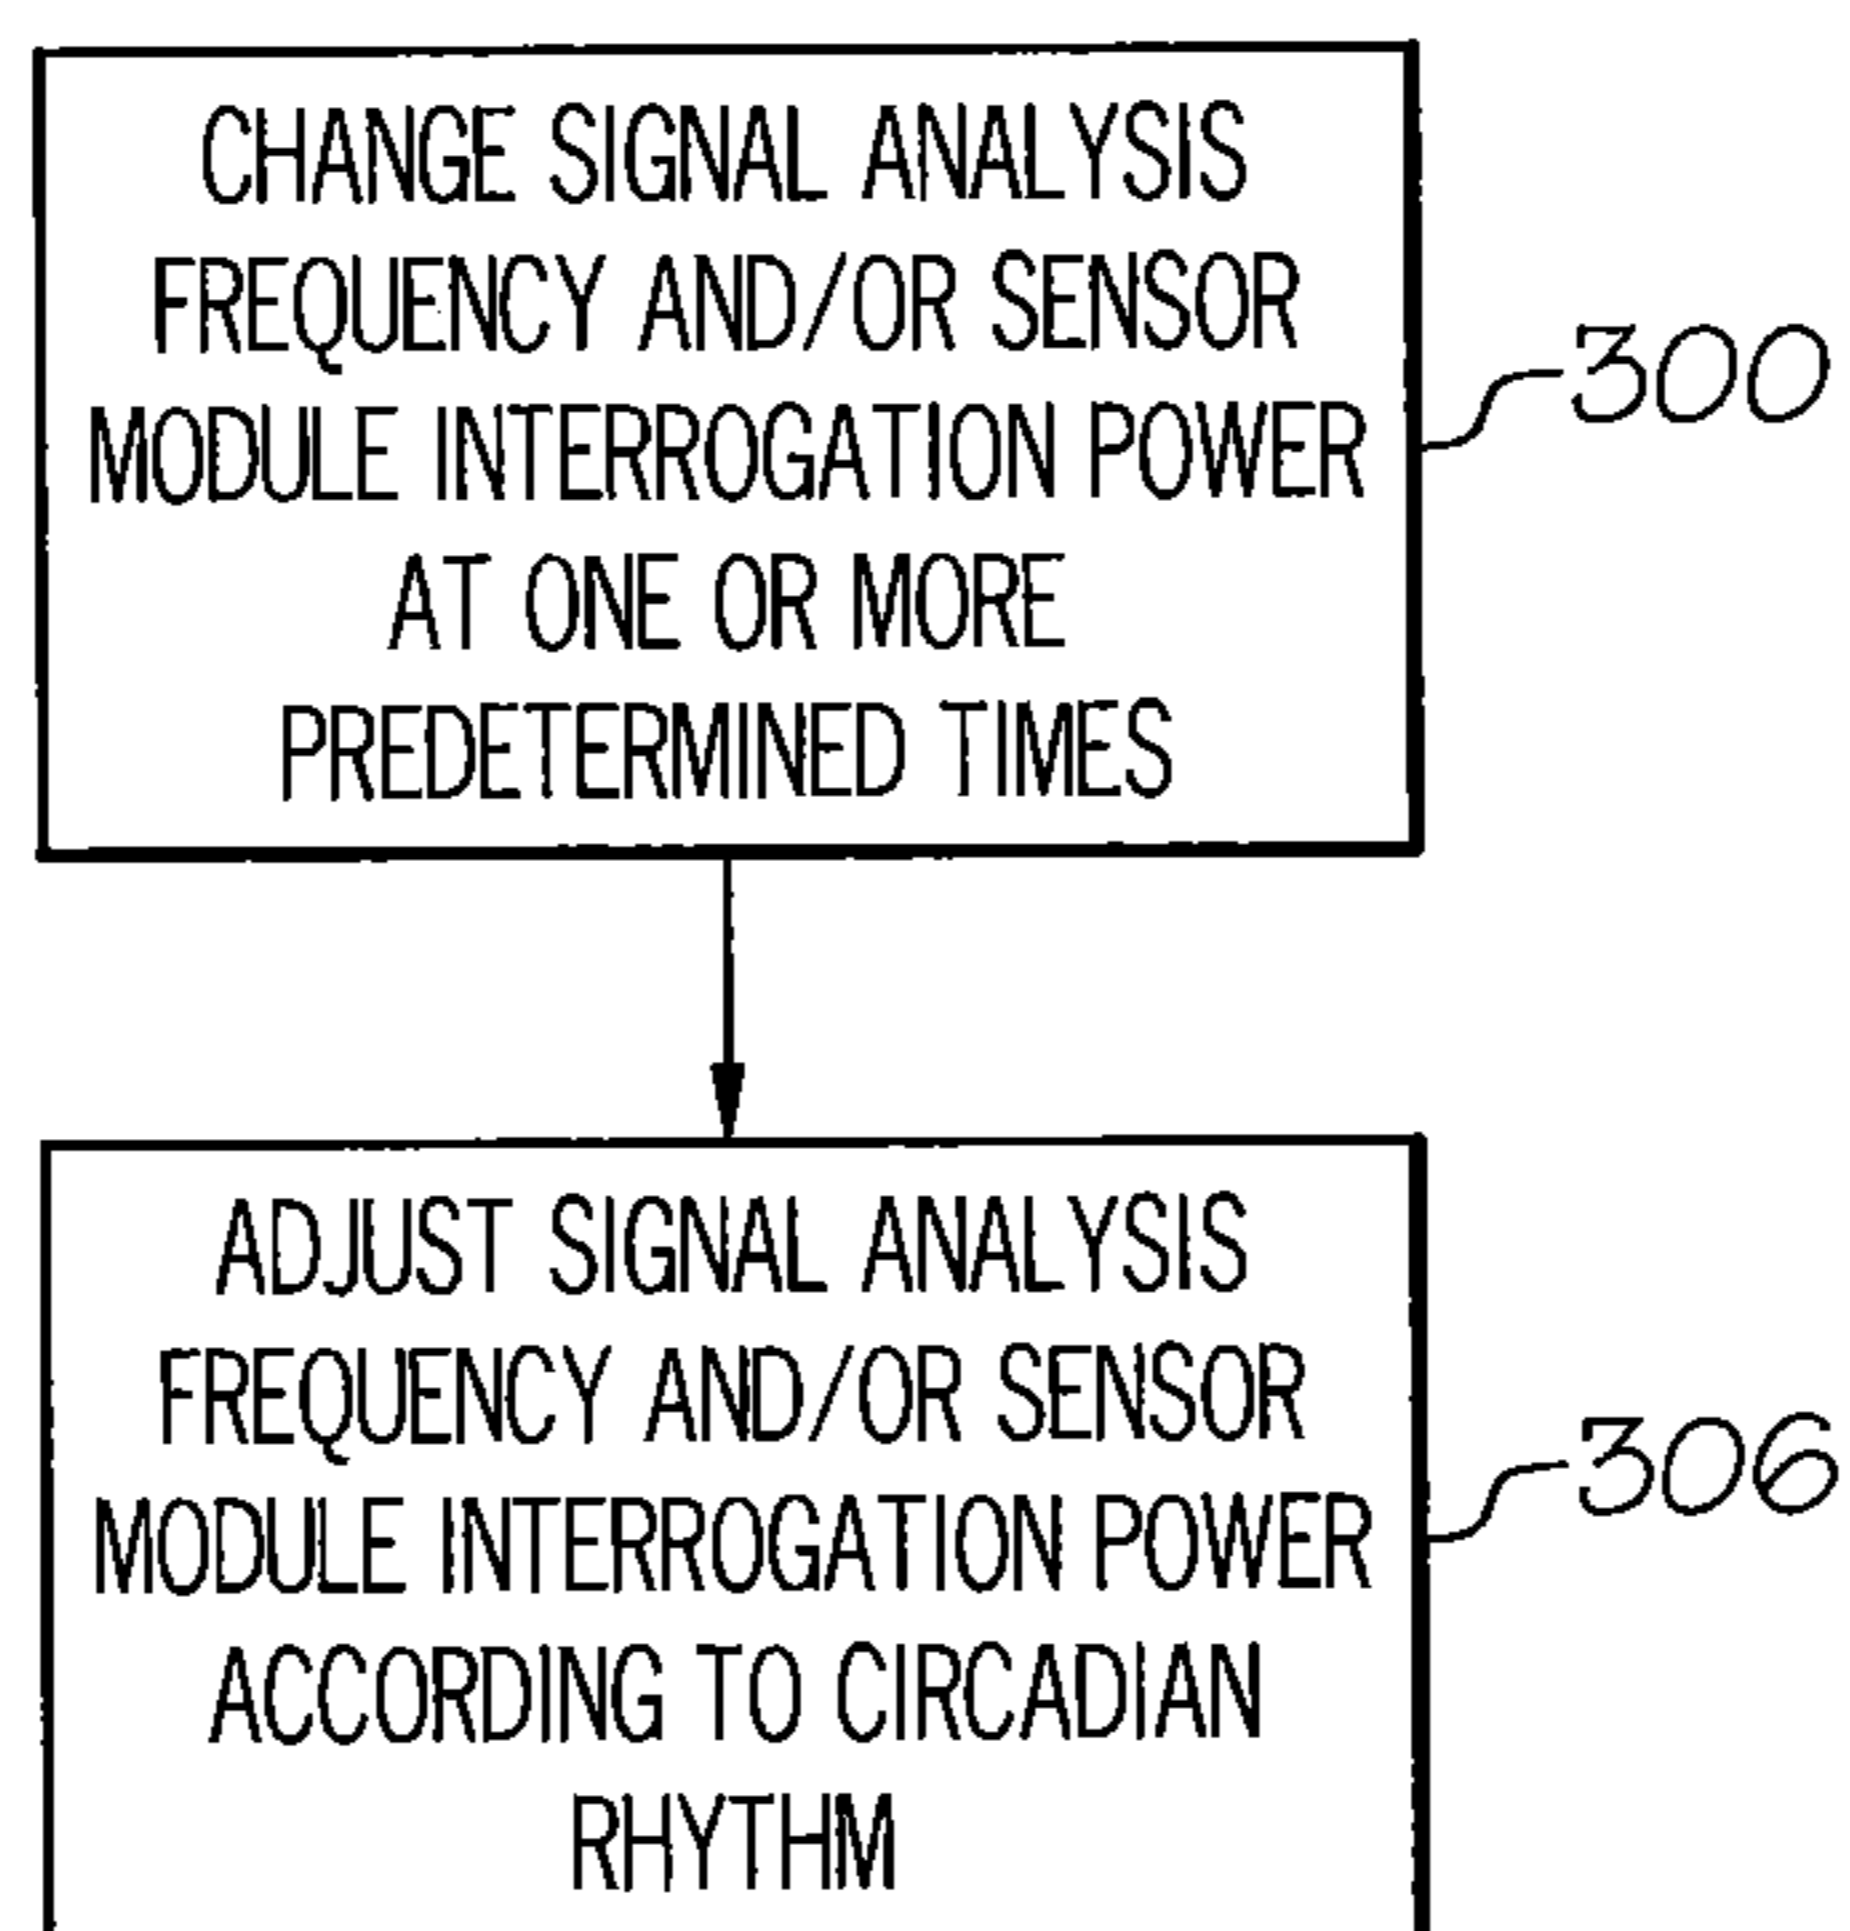 CHANGE SIGNAL ANALYSIS
FREQUENCY AND/OR SENSOR
MODULE INTERROGATION POWER
AT ONE OR MORE
PREDETERMINED TIMES
300
ADJUST SIGNAL ANALYSIS
FREQUENCY AND/OR SENSOR
MODULE INTERROGATION POWER
ACCORDING TO CIRCADIAN
RHYTHM
306